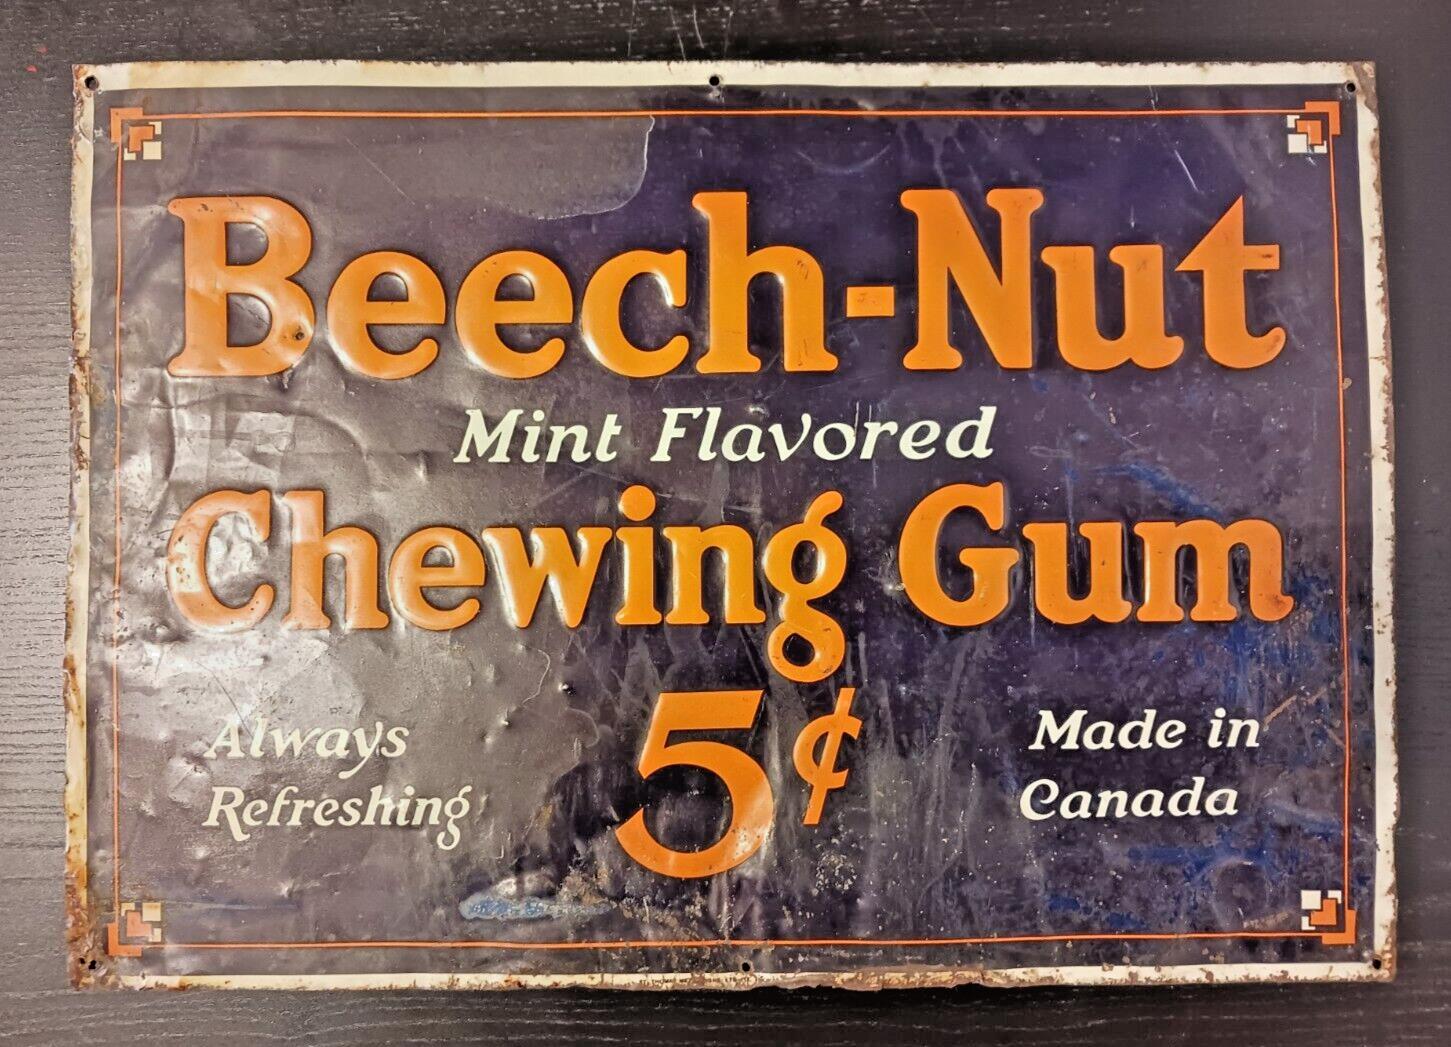 Beech-Nut
Mint Flavored
Chewing Gum
5¢
Always
Refreshing
Made in
Canada